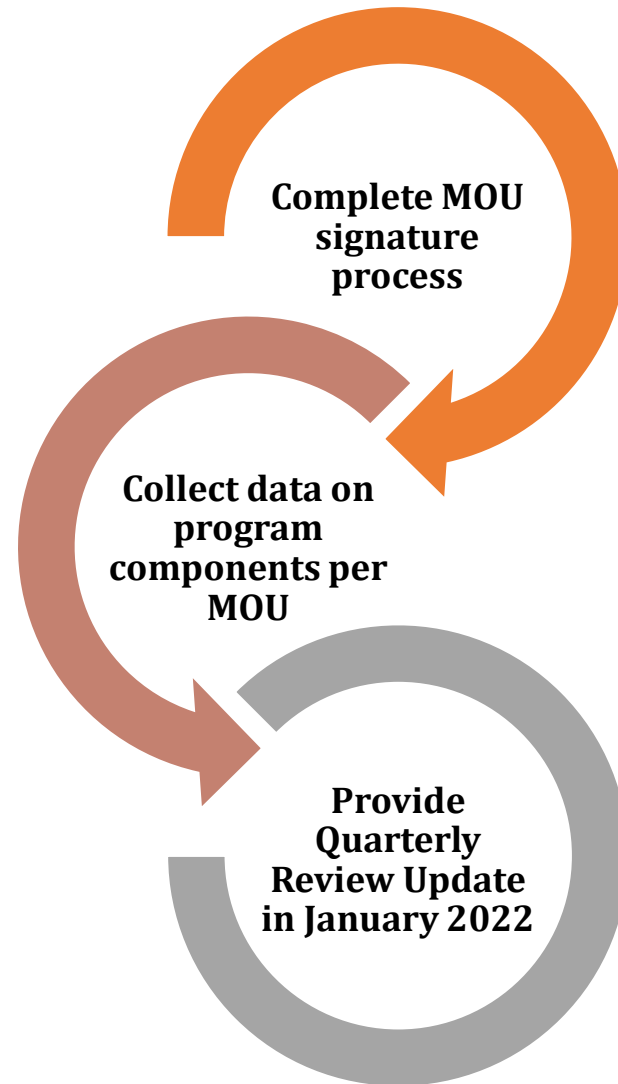 Complete MOU
signature
process
Collect data on
program
components per
MOU
Provide
Quarterly
Review Update
in January 2022